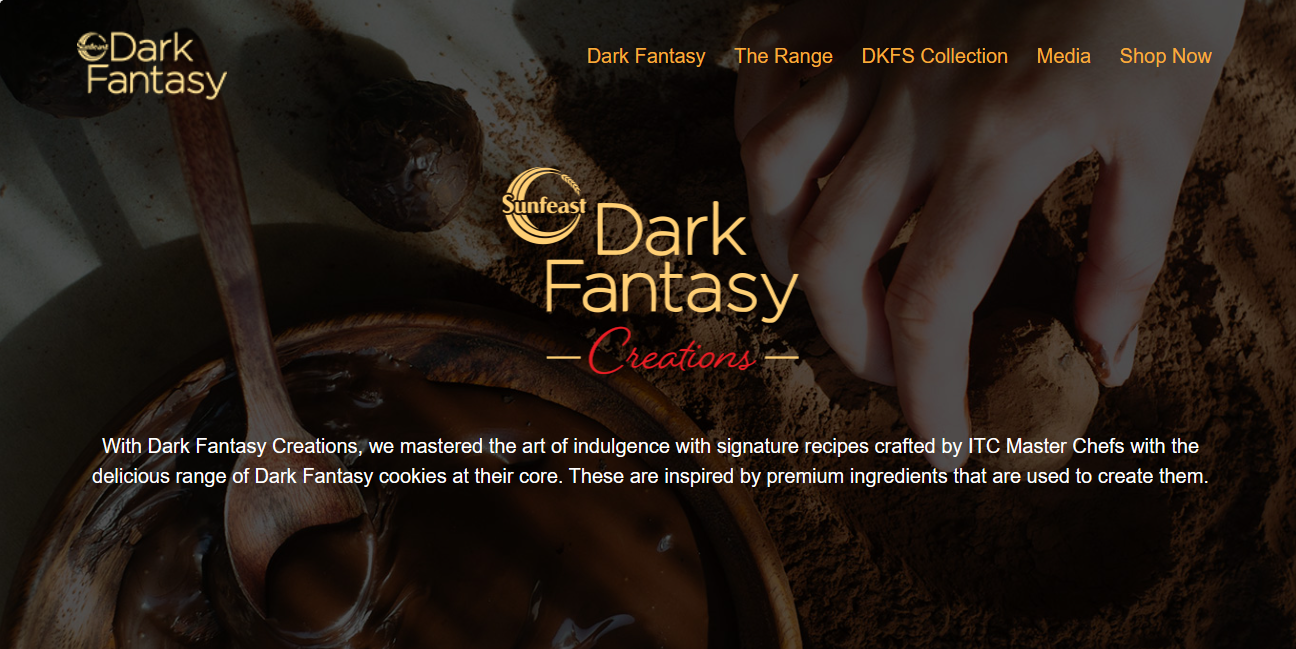 Sunfeast Dark
Fantasy
Dark Fantasy The Range DKFS Collection Media Shop Now
Sunfeast
Dark
Fantasy
Creations
With Dark Fantasy Creations, we mastered the art of indulgence with signature recipes crafted by ITC Master Chefs with the
delicious range of Dark Fantasy cookies at their core. These are inspired by premium ingredients that are used to create them.